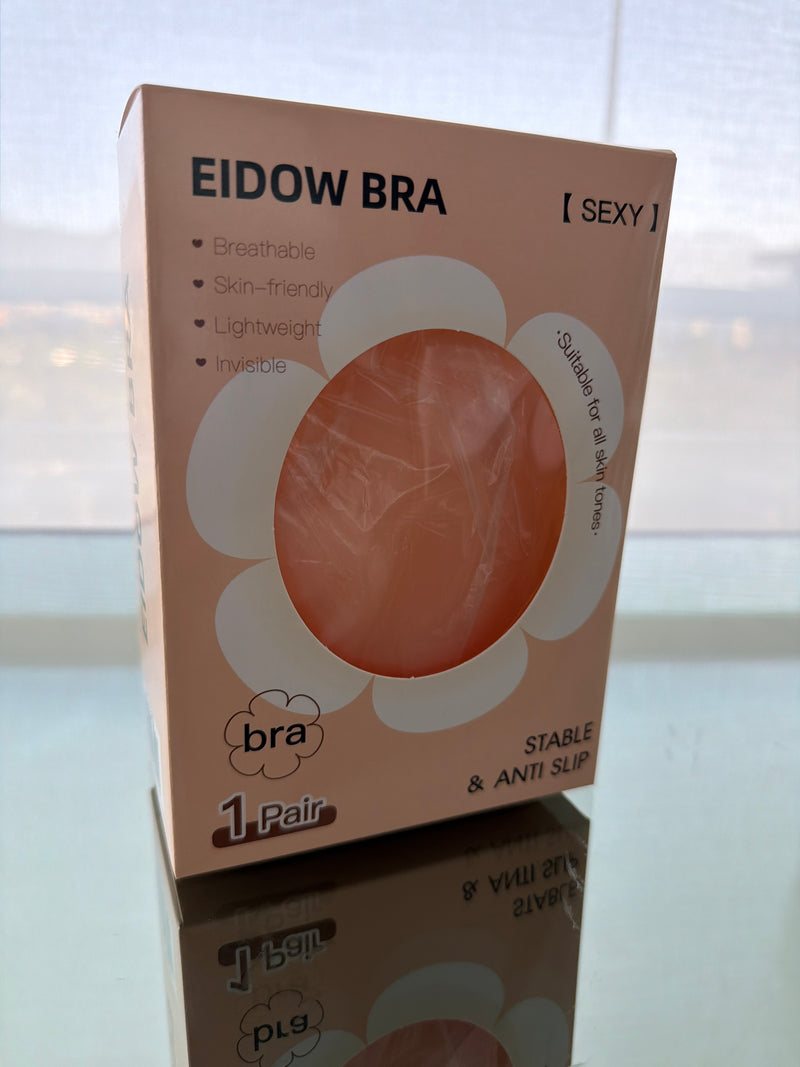 EIDOW BRA
【 SEXY 】
Breathable
Skin-friendly
Lightweight
Invisible
·Suitable for all skin tones·
bra
1 Pair
STABLE
& ANTI SLIP